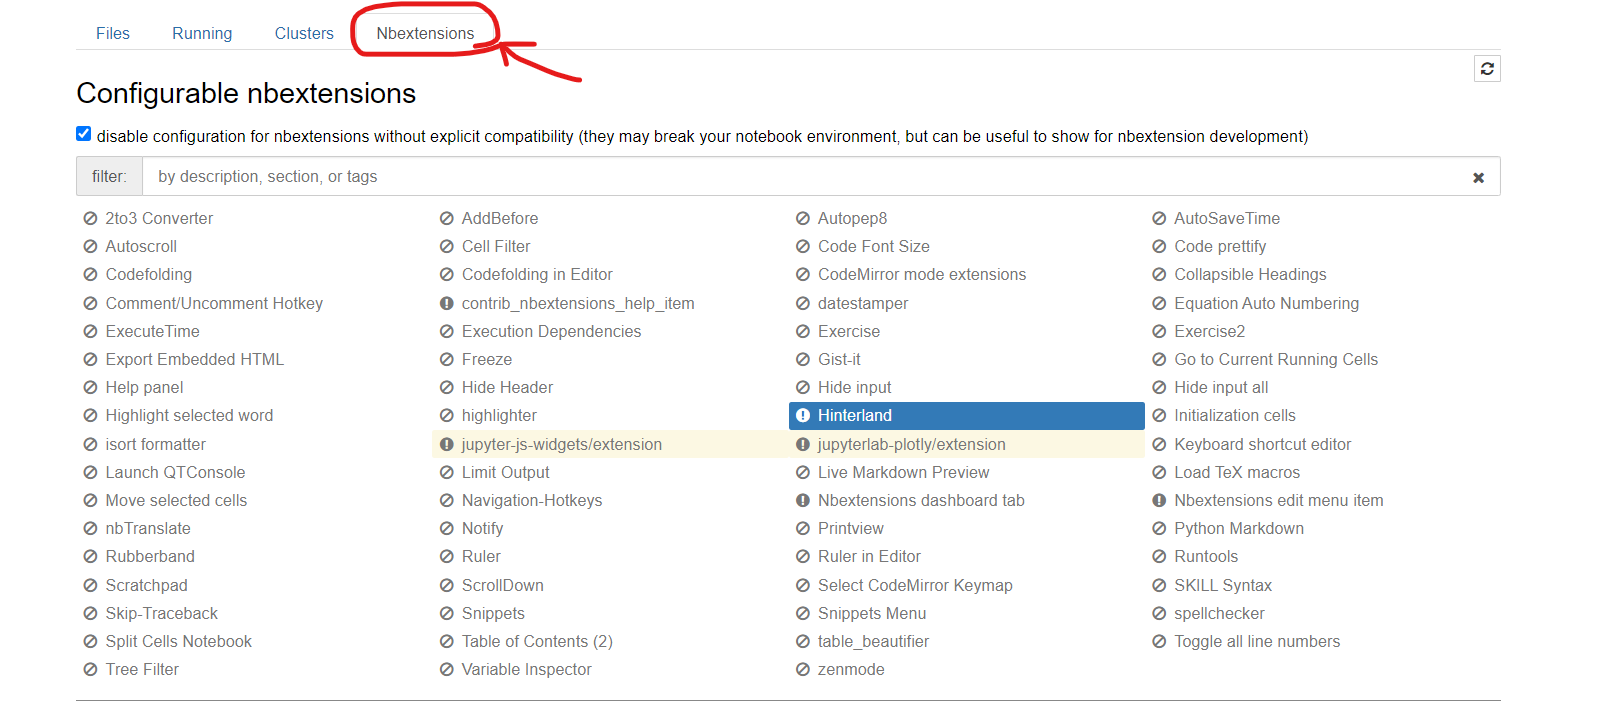 Files Running Clusters Nbextensions
Configurable nbextensions
disable configuration for nbextensions without explicit compatibility (they may break your notebook environment, but can be useful to show for nbextension development)
filter: by description, section, or tags
2to3 Converter AddBefore Autopep8 AutoSaveTime
Autoscroll Cell Filter Code Font Size Code prettify
Codefolding Codefolding in Editor CodeMirror mode extensions Collapsible Headings
Comment/Uncomment Hotkey contrib_nbextensions_help_item datestamper Equation Auto Numbering
ExecuteTime Execution Dependencies Exercise Exercise2
Export Embedded HTML Freeze Gist-it Go to Current Running Cells
Help panel Hide Header Hide input Hide input all
Highlight selected word highlighter Hinterland Initialization cells
isort formatter jupyter-js-widgets/extension jupyterlab-plotly/extension Keyboard shortcut editor
Launch QTConsole Limit Output Live Markdown Preview Load TeX macros
Move selected cells Navigation-Hotkeys Nbextensions dashboard tab Nbextensions edit menu item
nbTranslate Notify Printview Python Markdown
Rubberband Ruler Ruler in Editor Runtools
Scratchpad ScrollDown Select CodeMirror Keymap SKILL Syntax
Skip-Traceback Snippets Snippets Menu spellchecker
Split Cells Notebook Table of Contents (2) table_beautifier Toggle all line numbers
Tree Filter Variable Inspector zenmode